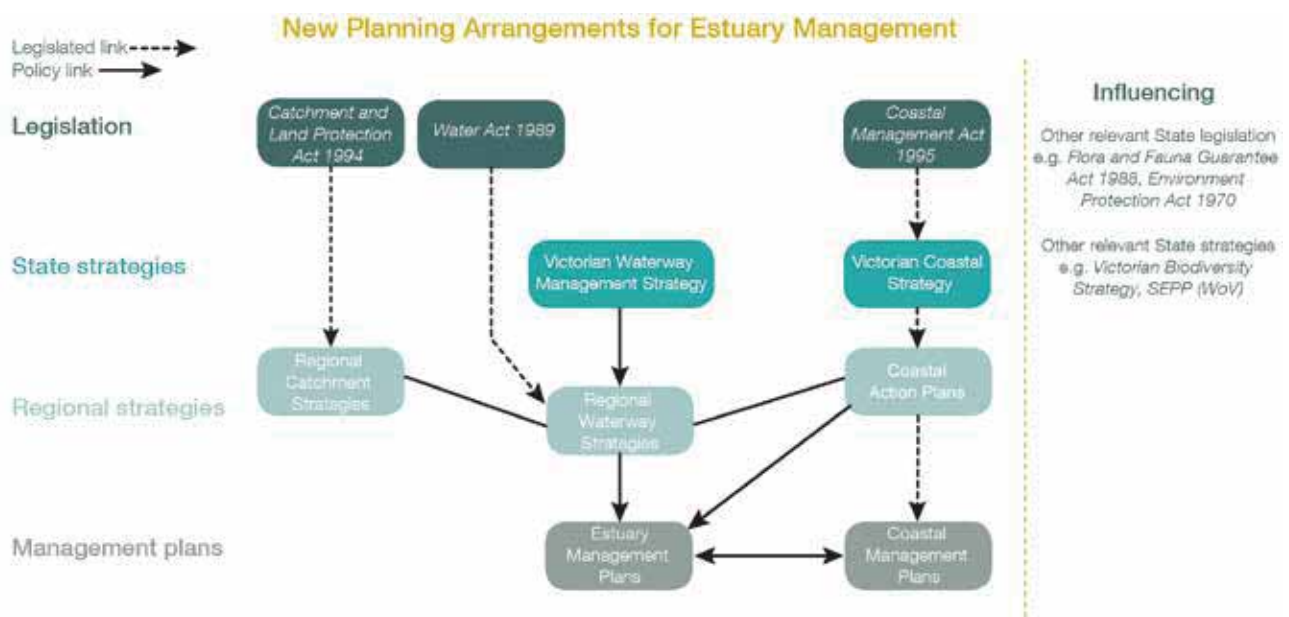 New Planning Arrangements for Estuary Management
Legislated link
Policy link
Legislation
Catchment and
Land Protection
Act 1994
Water Act 1989
Coastal
Management Act
1995
Influencing
Other relevant State legislation
e.g. Flora and Fauna Guarantee
Act 1988, Environment
Protection Act 1970
State strategies
Victorian Waterway
Management Strategy
Victorian Coastal
Strategy
Other relevant State strategies
e.g. Victorian Biodiversity
Strategy, SEPP (WoV)
Regional strategies
Regional
Catchment
Strategies
Regional
Waterway
Strategies
Coastal
Action Plans
Management plans
Estuary
Management
Plans
Coastal
Management
Plans